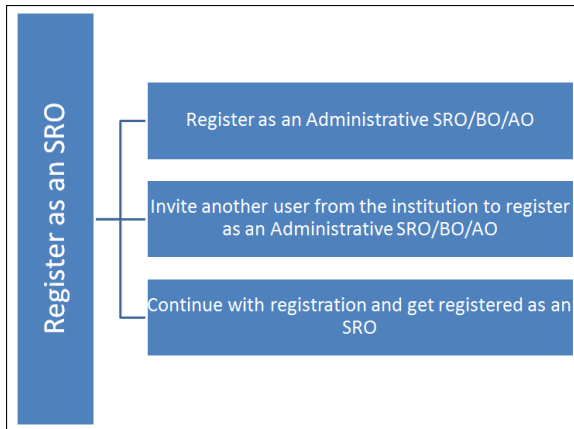 Register as an SRO
Register as an Administrative SRO/BO/AO
Invite another user from the institution to register
as an Administrative SRO/BO/AO
Continue with registration and get registered as an
SRO